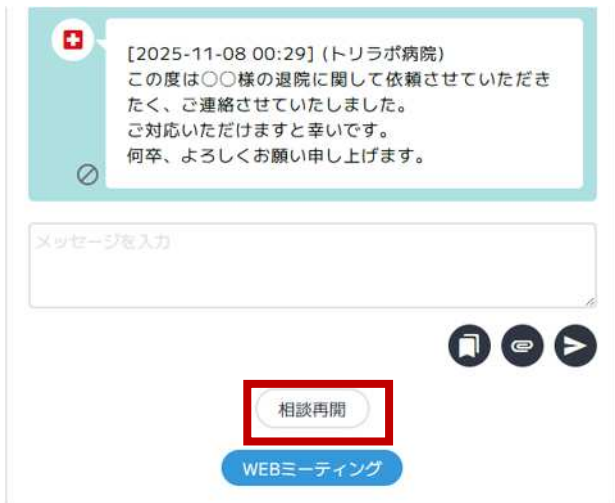 [2025-11-08 00:29] (トリラポ病院)
この度は○○様の退院に関して依頼させていただき
たく、ご連絡させていたしました。
ご対応いただけますと幸いです。
何卒、よろしくお願い申し上げます。
メッセージを入力
相談再開
WEBミーティング